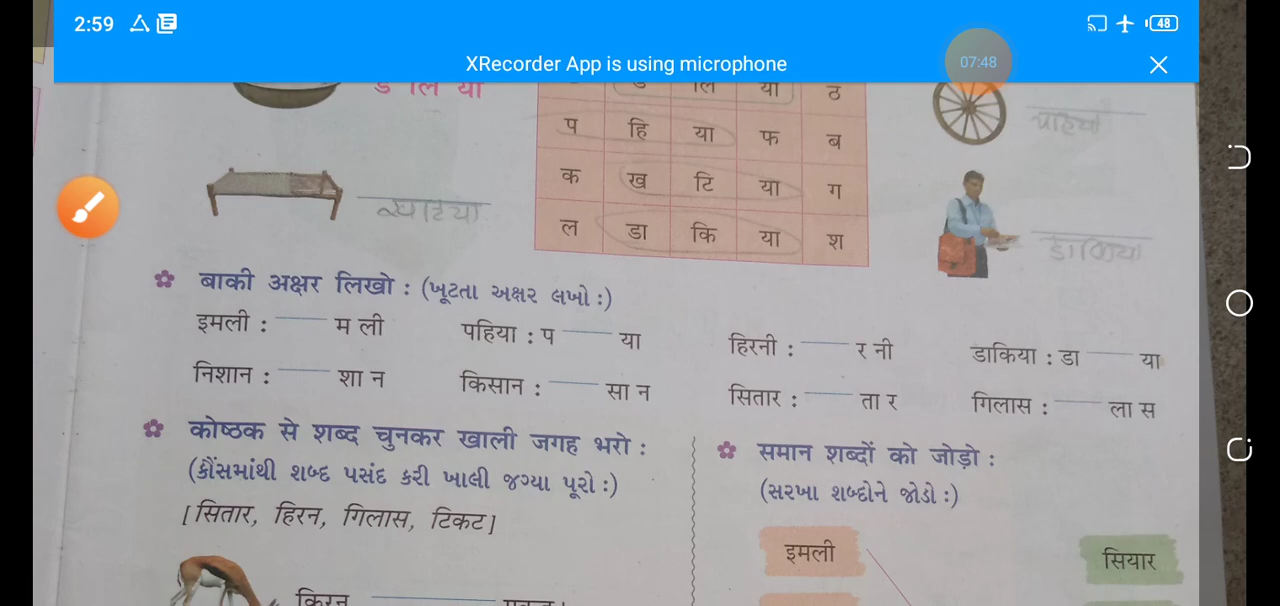 2:59
48
XRecorder App is using microphone
07:48
लि या
लि या ठ
प हि या फ ब
पहिया
क ख टि या ग
खटिया
ल डा कि या श
डाकिया
बाकी अक्षर लिखो : (ખૂટતા અક્ષર લખો :)
इमली : म ली पहिया : प या हिरनी : र नी डाकिया : डा या
निशान : शा न किसान : सा न सितार : ता र गिलास : ला स
कोष्ठक से शब्द चुनकर खाली जगह भरो :
(કૌંસમાંથી શબ્દ પસંદ કરી ખાલી જગ્યા પૂરો :)
[सितार, हिरन, गिलास, टिकट]
समान शब्दों को जोड़ो :
(સરખા શબ્દોને જોડો :)
इमली सियार
किरन